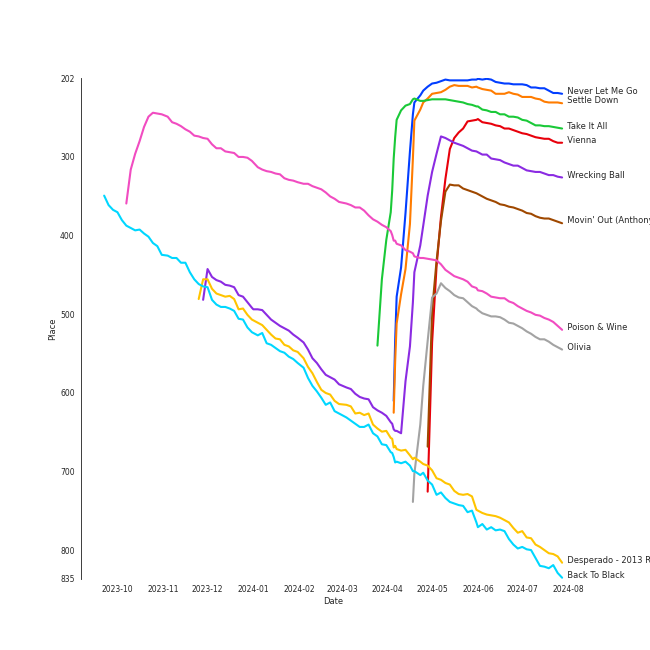 202
300
400
500
600
700
800
835
Place
2023-10
2023-11
2023-12
2024-01
2024-02
2024-03
2024-04
2024-05
2024-06
2024-07
2024-08
Date
Never Let Me Go
Settle Down
Take It All
Vienna
Wrecking Ball
Movin' Out (Anthony
Poison & Wine
Olivia
Desperado - 2013 R
Back To Black